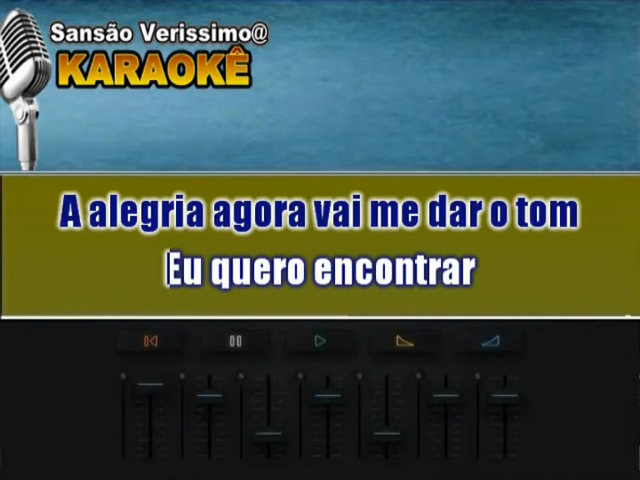 Sansão Verissimo@
KARAOKÊ
A alegria agora vai me dar o tom
Eu quero encontrar